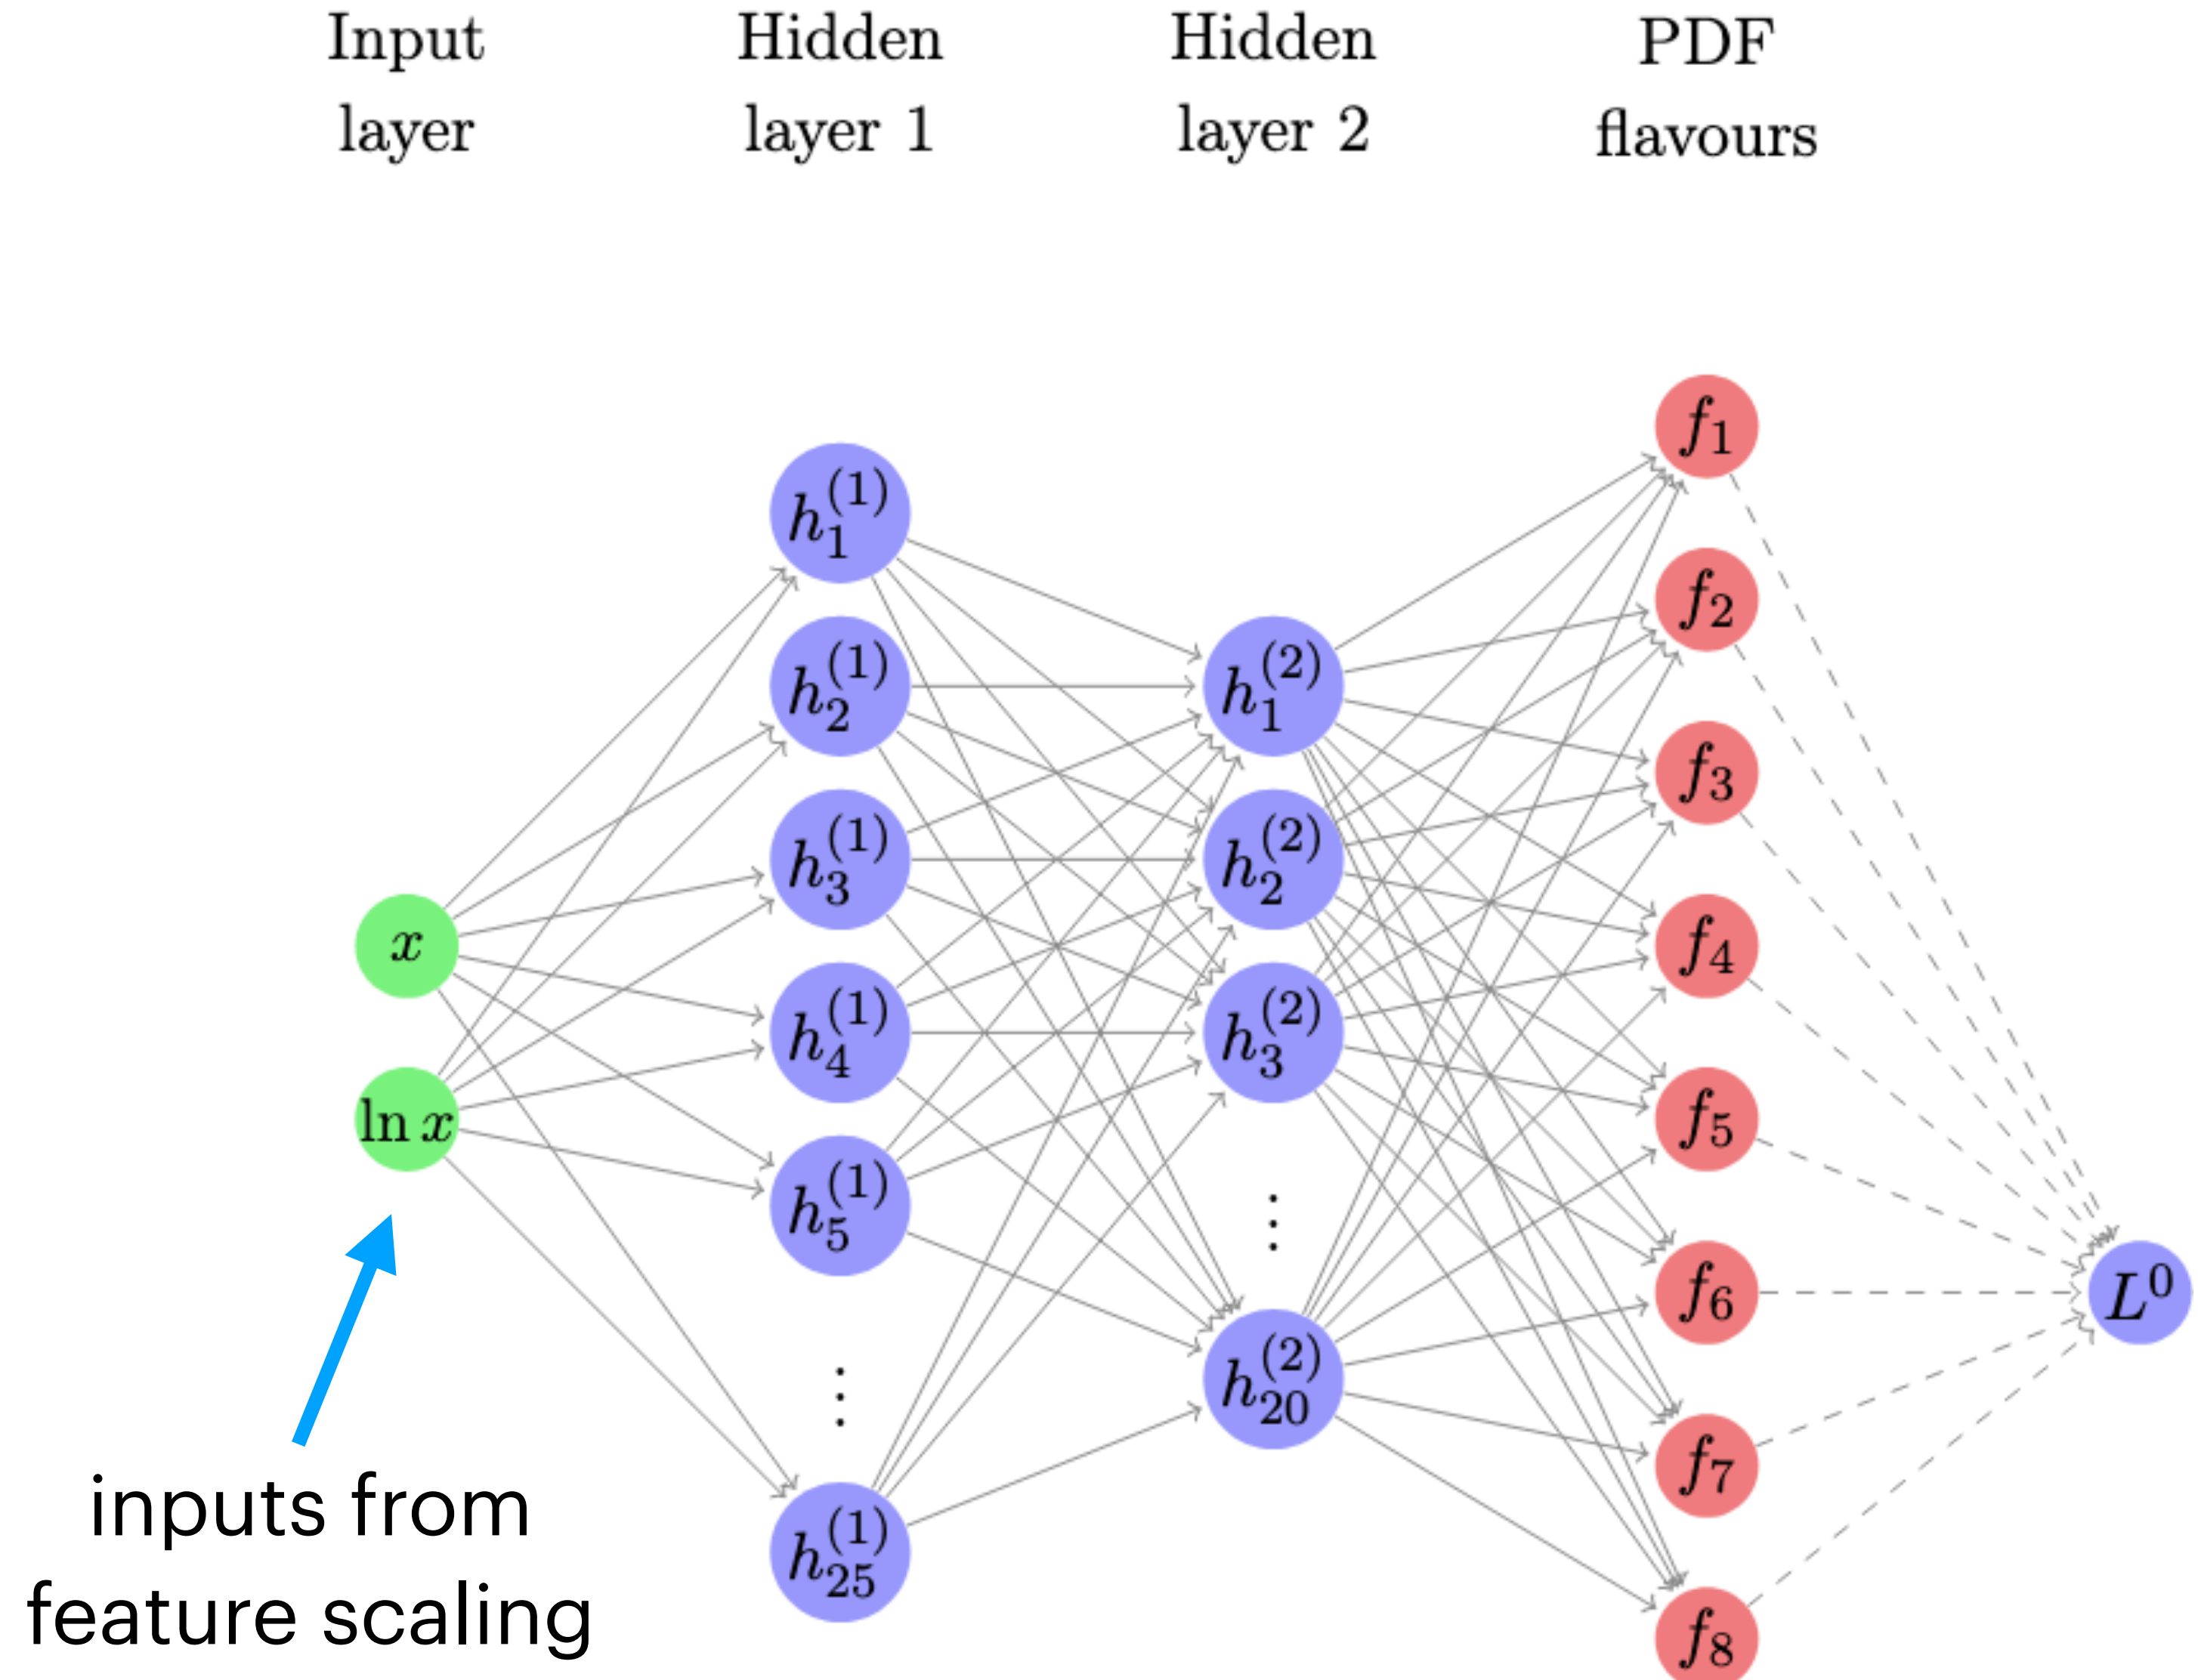 Input Hidden Hidden PDF
layer layer 1 layer 2 flavours
x
ln x
h₁⁽¹⁾
h₂⁽¹⁾
h₃⁽¹⁾
h₄⁽¹⁾
h₅⁽¹⁾
⋮
h₂₅⁽¹⁾
h₁⁽²⁾
h₂⁽²⁾
h₃⁽²⁾
⋮
h₂₀⁽²⁾
f₁
f₂
f₃
f₄
f₅
f₆
f₇
f₈
L⁰
inputs from
feature scaling